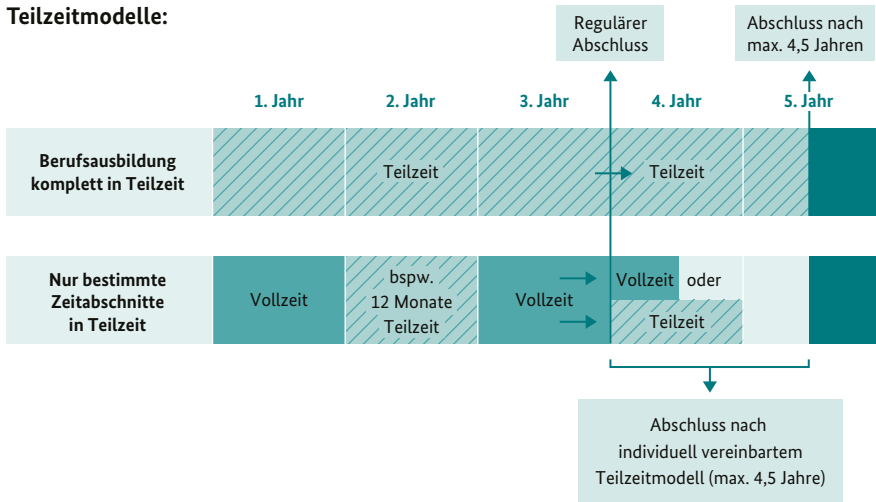 Teilzeitmodelle:
Regulärer
Abschluss
Abschluss nach
max. 4,5 Jahren
1. Jahr
2. Jahr
3. Jahr
4. Jahr
5. Jahr
Berufsausbildung
komplett in Teilzeit
Teilzeit
Teilzeit
Nur bestimmte
Zeitabschnitte
in Teilzeit
Vollzeit
bspw.
12 Monate
Teilzeit
Vollzeit
Vollzeit
oder
Teilzeit
Abschluss nach
individuell vereinbartem
Teilzeitmodell (max. 4,5 Jahre)